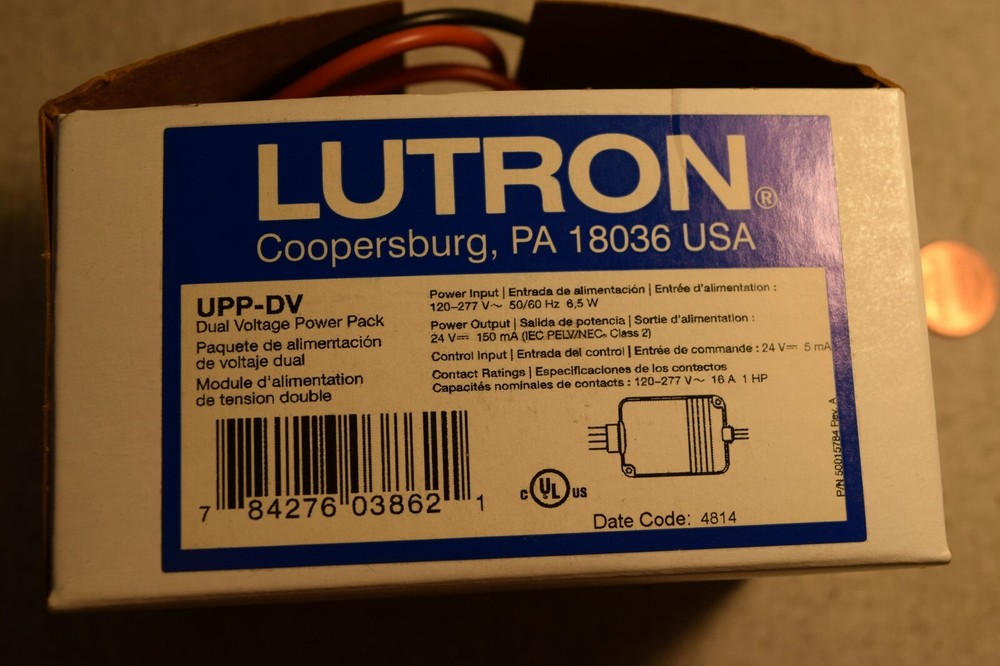 LUTRON®
Coopersburg, PA 18036 USA
UPP-DV
Dual Voltage Power Pack
Paquete de alimentación
de voltaje dual
Module d'alimentation
de tension double
Power Input | Entrada de alimentación | Entrée d'alimentation :
120–277 V~ 50/60 Hz 6,5 W
Power Output | Salida de potencia | Sortie d'alimentation :
24 V⎓ 150 mA (IEC PELV/NEC® Class 2)
Control Input | Entrada del control | Entrée de commande : 24 V⎓ 5 mA
Contact Ratings | Especificaciones de los contactos
Capacités nominales de contacts : 120–277 V~ 16 A 1 HP
7 84276 03862 1
c UL US
Date Code: 4814
P/N 50015784 Rev. A